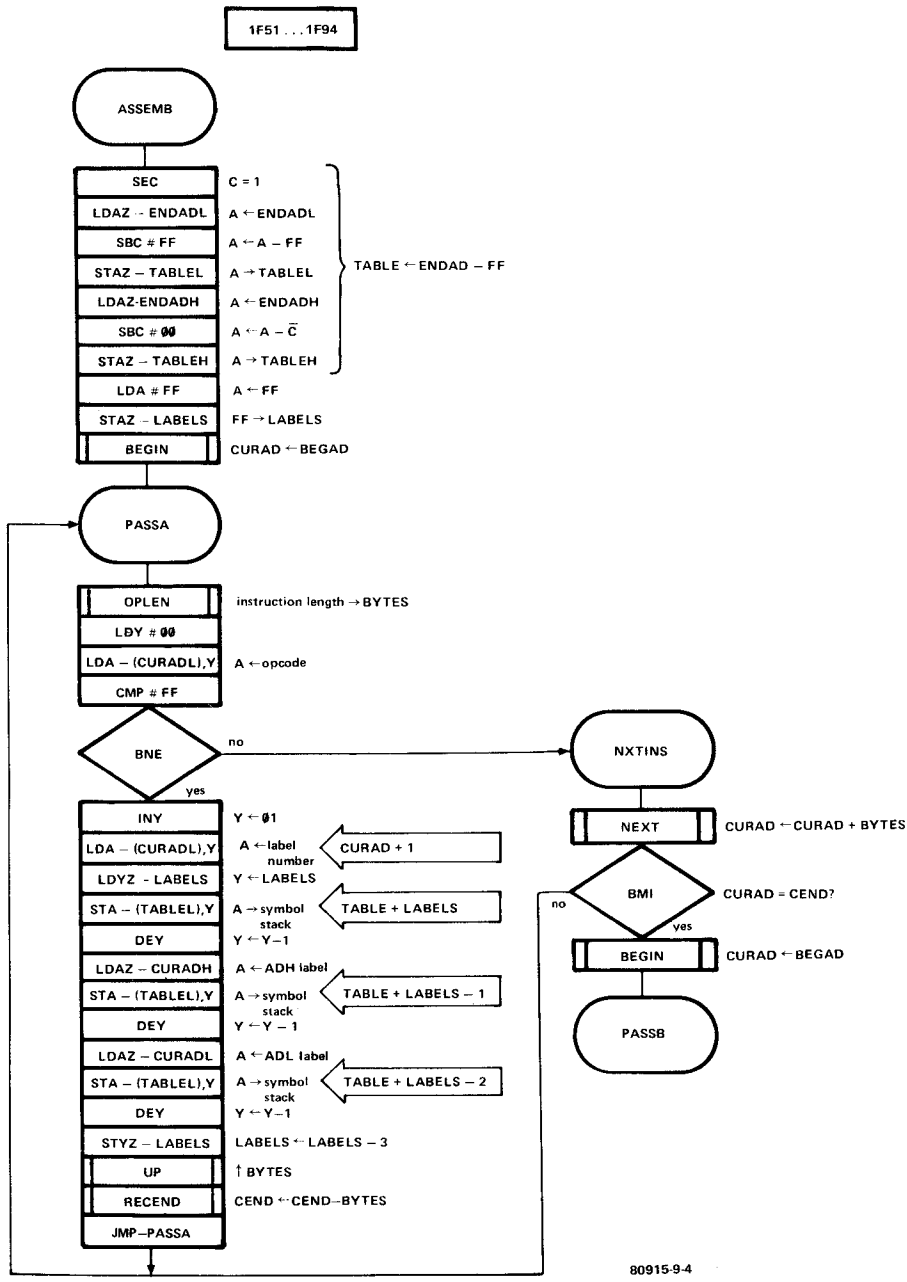 1F51 ... 1F94
ASSEMB
SEC C = 1
LDAZ – ENDADL A ← ENDADL
SBC # FF A ← A – FF
STAZ – TABLEL A → TABLEL
TABLE ← ENDAD – FF
LDAZ-ENDADH A ← ENDADH
SBC # 00 A ← A – C̅
STAZ – TABLEH A → TABLEH
LDA # FF A ← FF
STAZ – LABELS FF → LABELS
BEGIN CURAD ← BEGAD
PASSA
OPLEN instruction length → BYTES
LDY # 00
LDA – (CURADL),Y A ← opcode
CMP # FF
BNE
no
yes
INY Y ← 01
LDA – (CURADL),Y A ← label number
CURAD + 1
LDYZ - LABELS Y ← LABELS
STA – (TABLEL),Y A → symbol stack
TABLE + LABELS
DEY Y ← Y–1
LDAZ – CURADH A ← ADH label
STA – (TABLEL),Y A → symbol stack
TABLE + LABELS – 1
DEY Y ← Y – 1
LDAZ – CURADL A ← ADL label
STA – (TABLEL),Y A → symbol stack
TABLE + LABELS – 2
DEY Y ← Y–1
STYZ – LABELS LABELS ← LABELS – 3
UP ↑ BYTES
RECEND CEND ← CEND–BYTES
JMP–PASSA
NXTINS
NEXT CURAD ← CURAD + BYTES
BMI CURAD = CEND?
no
yes
BEGIN CURAD ← BEGAD
PASSB
80915-9-4